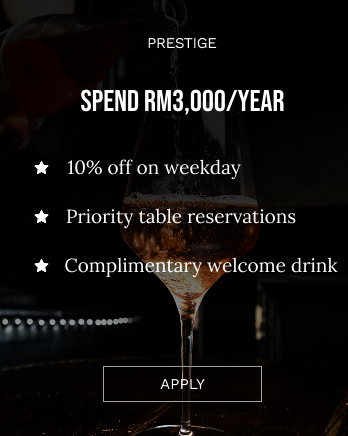 PRESTIGE
SPEND RM3,000/YEAR
10% off on weekday
Priority table reservations
Complimentary welcome drink
APPLY